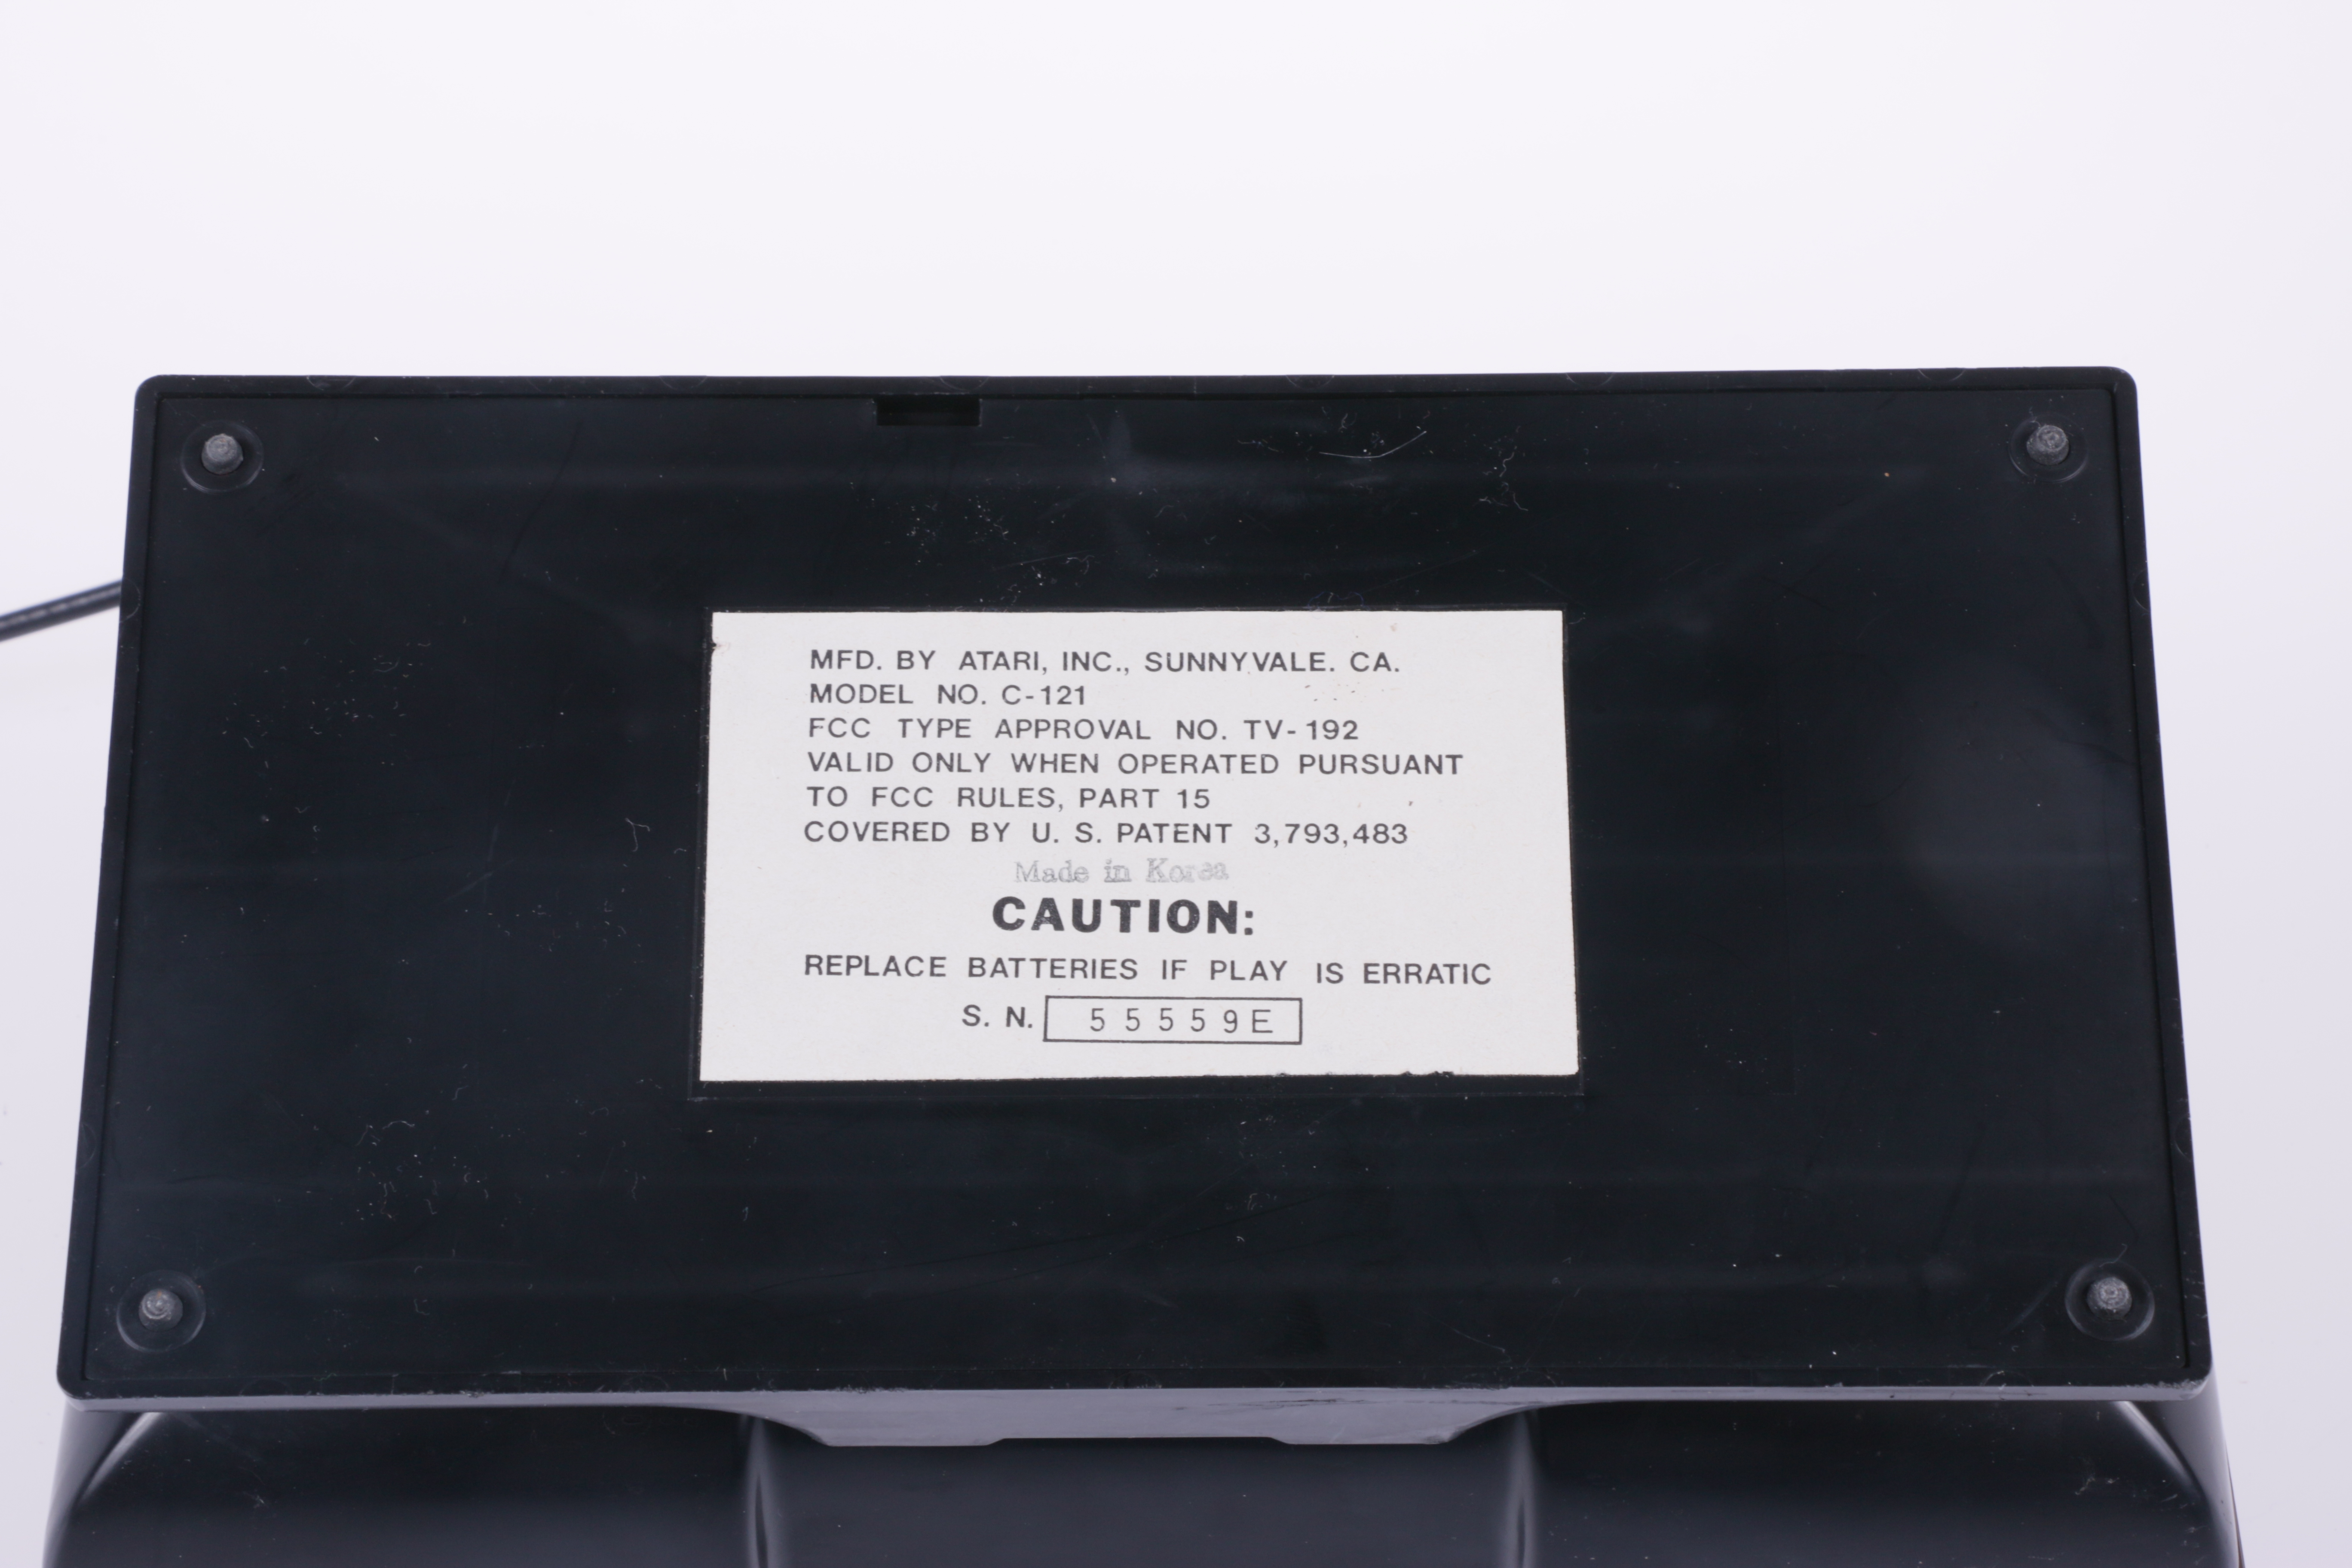 MFD. BY ATARI, INC., SUNNYVALE. CA.
MODEL NO. C-121
FCC TYPE APPROVAL NO. TV-192
VALID ONLY WHEN OPERATED PURSUANT
TO FCC RULES, PART 15
COVERED BY U. S. PATENT 3,793,483
Made in Korea
CAUTION:
REPLACE BATTERIES IF PLAY IS ERRATIC
S. N. 55559E